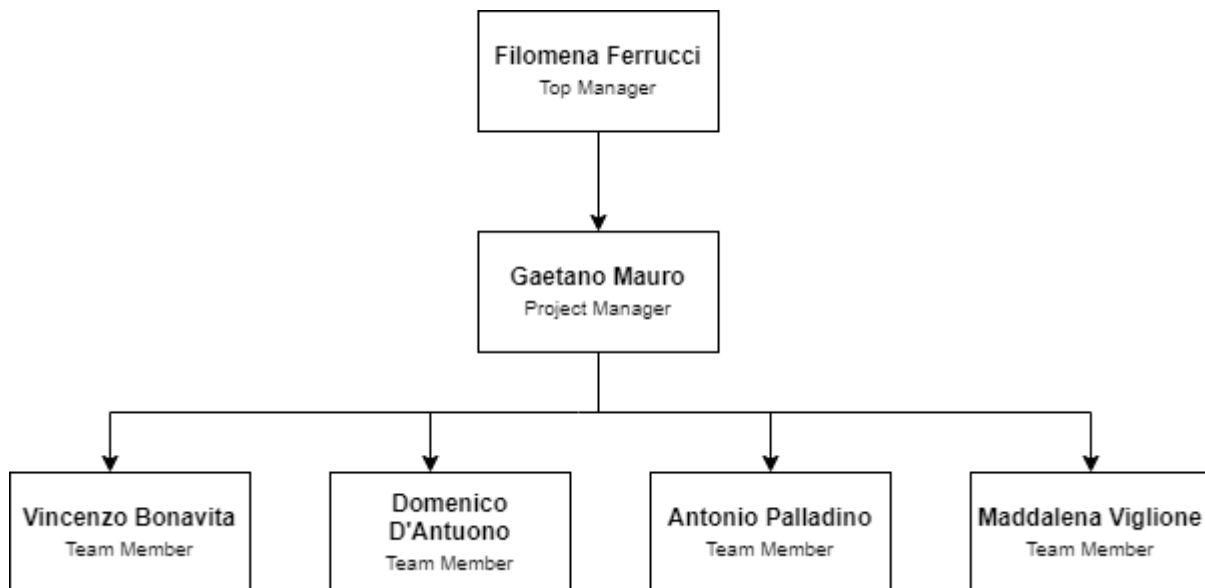 Filomena Ferrucci
Top Manager
Gaetano Mauro
Project Manager
Vincenzo Bonavita
Team Member
Domenico
D'Antuono
Team Member
Antonio Palladino
Team Member
Maddalena Viglione
Team Member